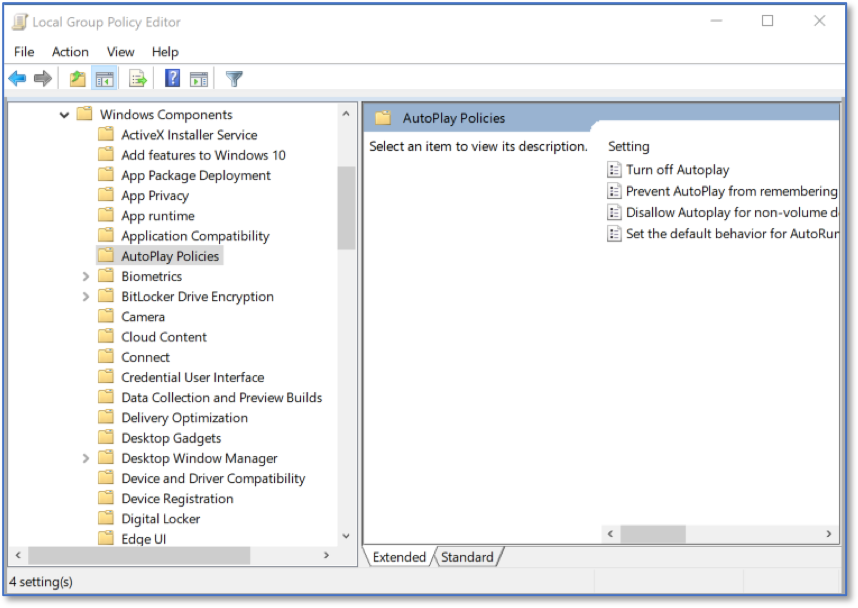 Local Group Policy Editor
File Action View Help
Windows Components
ActiveX Installer Service
Add features to Windows 10
App Package Deployment
App Privacy
App runtime
Application Compatibility
AutoPlay Policies
Biometrics
BitLocker Drive Encryption
Camera
Cloud Content
Connect
Credential User Interface
Data Collection and Preview Builds
Delivery Optimization
Desktop Gadgets
Desktop Window Manager
Device and Driver Compatibility
Device Registration
Digital Locker
Edge UI
AutoPlay Policies
Select an item to view its description.
Setting
Turn off Autoplay
Prevent AutoPlay from remembering
Disallow Autoplay for non-volume d
Set the default behavior for AutoRun
Extended Standard
4 setting(s)